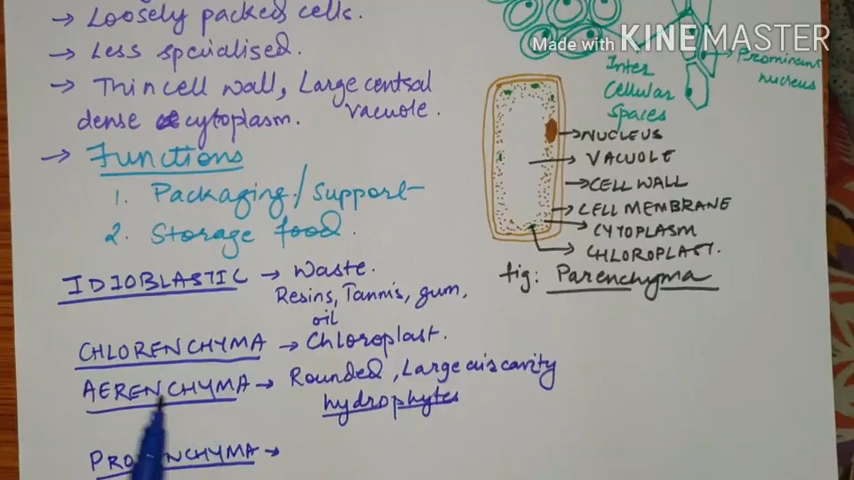 → Loosely packed cells.
→ Less spcialised.
→ Thin cell wall, Large central
dense cytoplasm. vacuole.
→ Functions
1. Packaging/Support
2. Storage food.
IDIOBLASTIC → Waste.
Resins, Tannis, gum,
oil
CHLORENCHYMA → Chloroplast.
AERENCHYMA → Rounded, Large air cavity
hydrophytes
PROSENCHYMA →
Made with KINEMASTER
Prominent
nucleus
Inter
Cellular
Spaces
NUCLEUS
VACUOLE
CELL WALL
CELL MEMBRANE
CYTOPLASM
CHLOROPLAST.
fig: Parenchyma